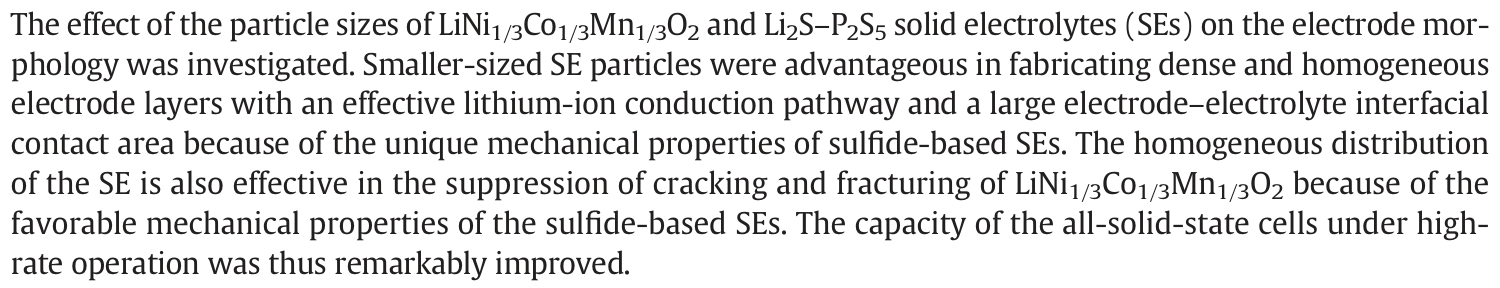 The effect of the particle sizes of LiNi1/3Co1/3Mn1/3O2 and Li2S–P2S5 solid electrolytes (SEs) on the electrode mor-
phology was investigated. Smaller-sized SE particles were advantageous in fabricating dense and homogeneous
electrode layers with an effective lithium-ion conduction pathway and a large electrode–electrolyte interfacial
contact area because of the unique mechanical properties of sulfide-based SEs. The homogeneous distribution
of the SE is also effective in the suppression of cracking and fracturing of LiNi1/3Co1/3Mn1/3O2 because of the
favorable mechanical properties of the sulfide-based SEs. The capacity of the all-solid-state cells under high-
rate operation was thus remarkably improved.